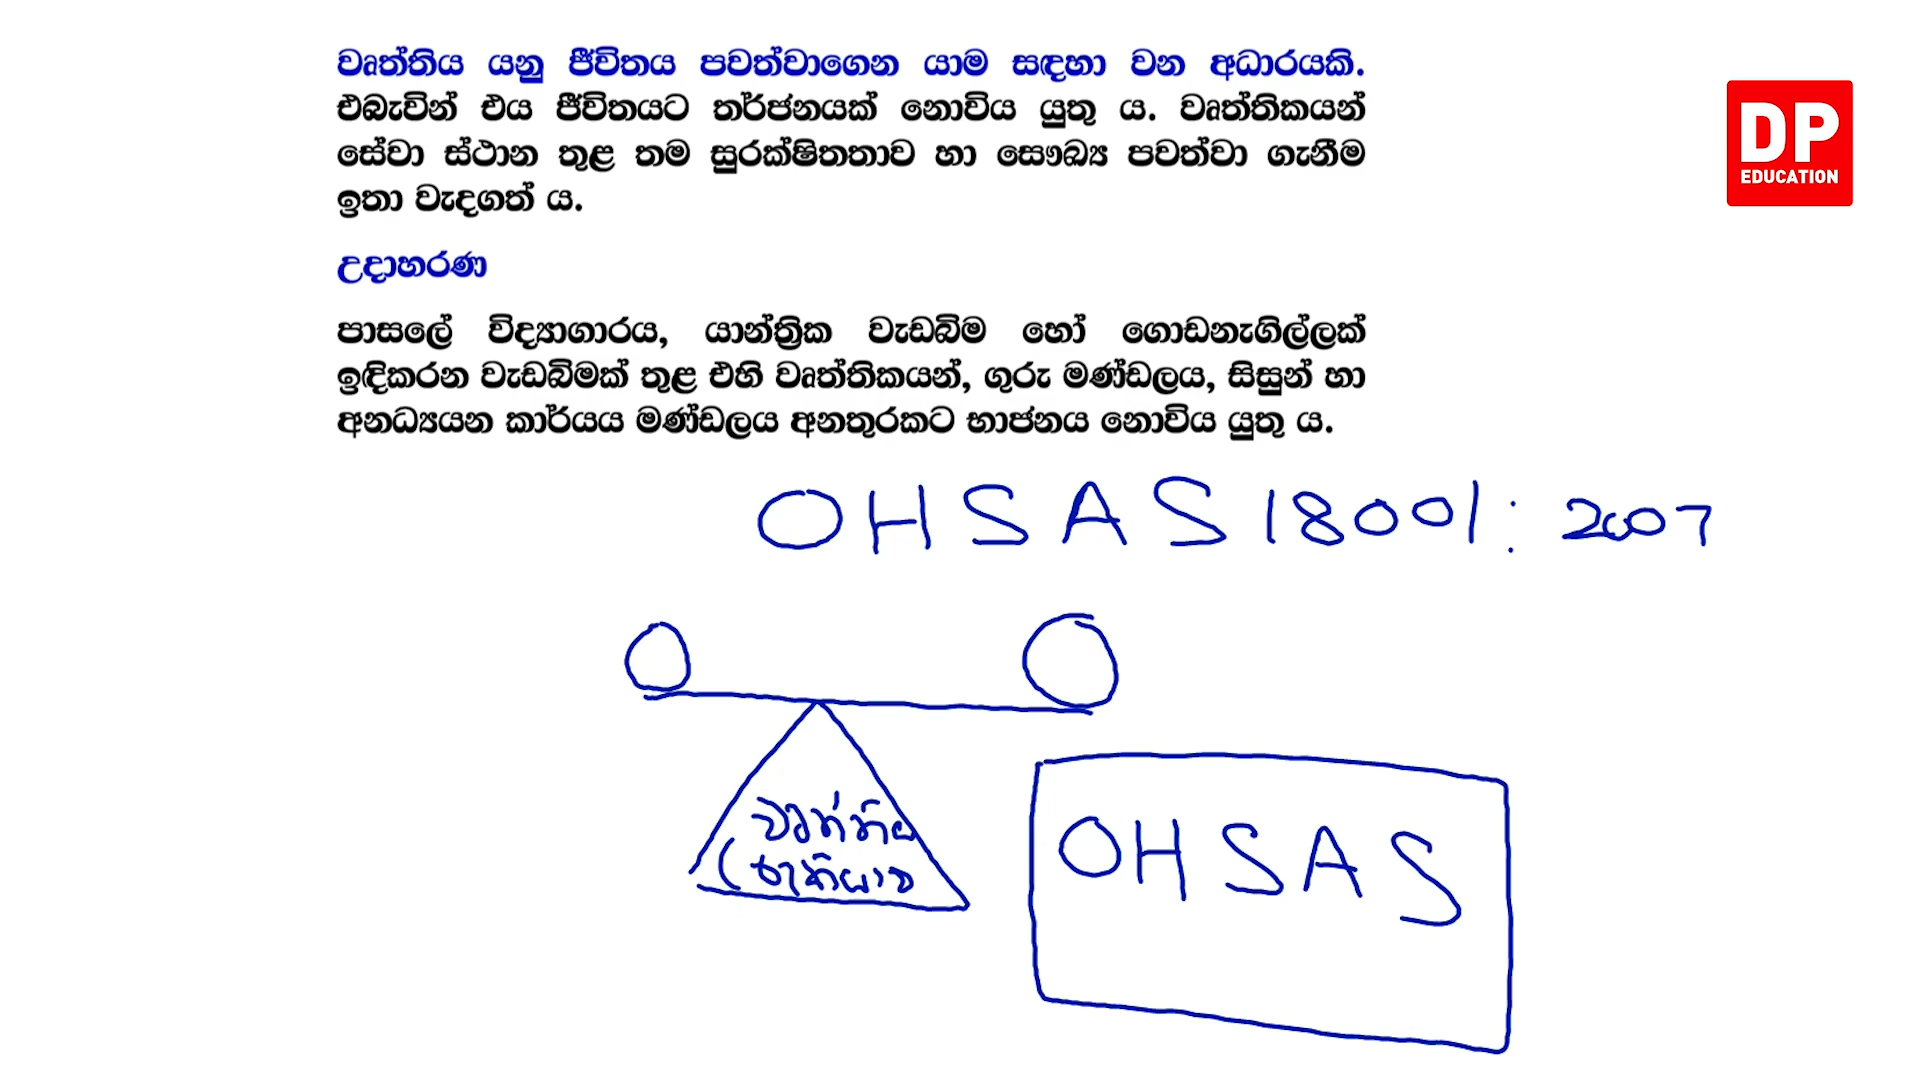 වෘත්තිය යනු ජීවිතය පවත්වාගෙන යාම සඳහා වන අධාරයකි.
එබැවින් එය ජීවිතයට තර්ජනයක් නොවිය යුතු ය. වෘත්තිකයන්
සේවා ස්ථාන තුළ තම සුරක්ෂිතතාව හා සෞඛ්‍ය පවත්වා ගැනීම
ඉතා වැදගත් ය.
DP
EDUCATION
උදාහරණ
පාසලේ විද්‍යාගාරය, යාන්ත්‍රික වැඩබිම හෝ ගොඩනැගිල්ලක්
ඉඳිකරන වැඩබිමක් තුළ එහි වෘත්තිකයන්, ගුරු මණ්ඩලය, සිසුන් හා
අනධ්‍යයන කාර්යය මණ්ඩලය අනතුරකට භාජනය නොවිය යුතු ය.
OHSAS 18001 : 2007
වෘත්තිය
(රැකියාව
OHSAS